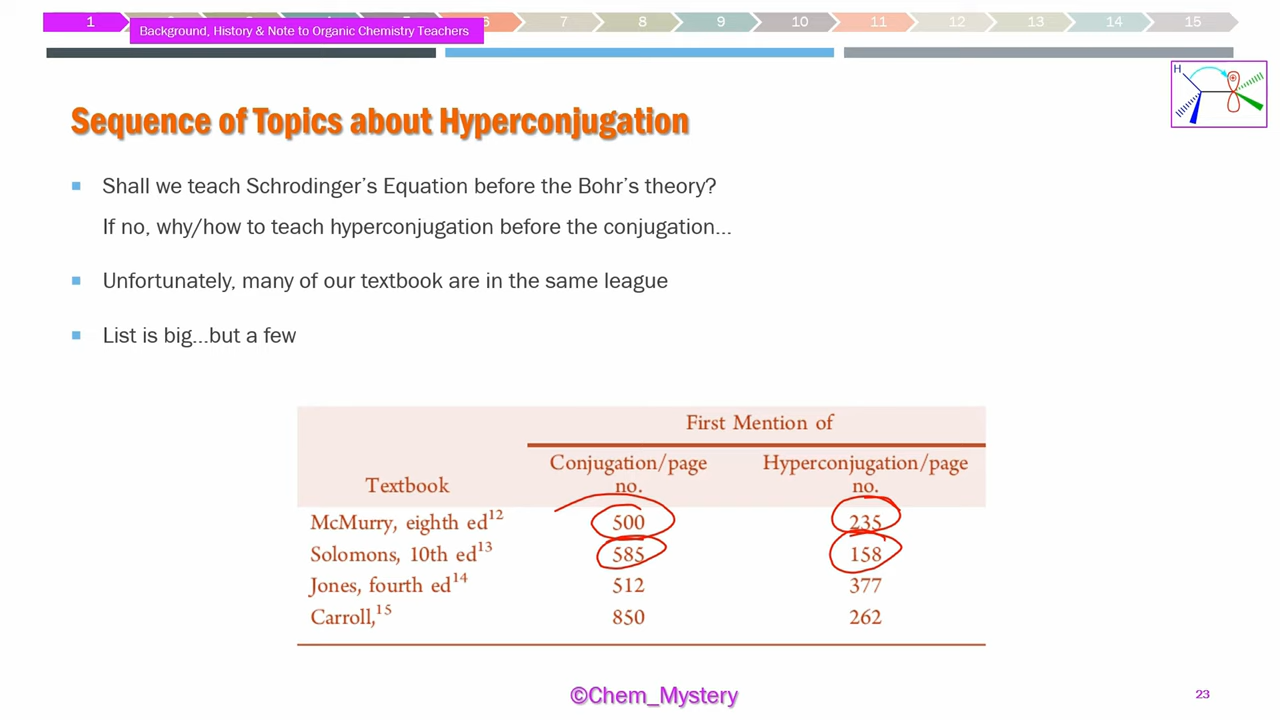 1 2 3 4 5 6 7 8 9 10 11 12 13 14 15
Background, History & Note to Organic Chemistry Teachers
H
Sequence of Topics about Hyperconjugation
Shall we teach Schrodinger's Equation before the Bohr's theory?
If no, why/how to teach hyperconjugation before the conjugation...
Unfortunately, many of our textbook are in the same league
List is big...but a few
First Mention of
Conjugation/page Hyperconjugation/page
Textbook no. no.
McMurry, eighth ed12 500 235
Solomons, 10th ed13 585 158
Jones, fourth ed14 512 377
Carroll,15 850 262
©Chem_Mystery
23